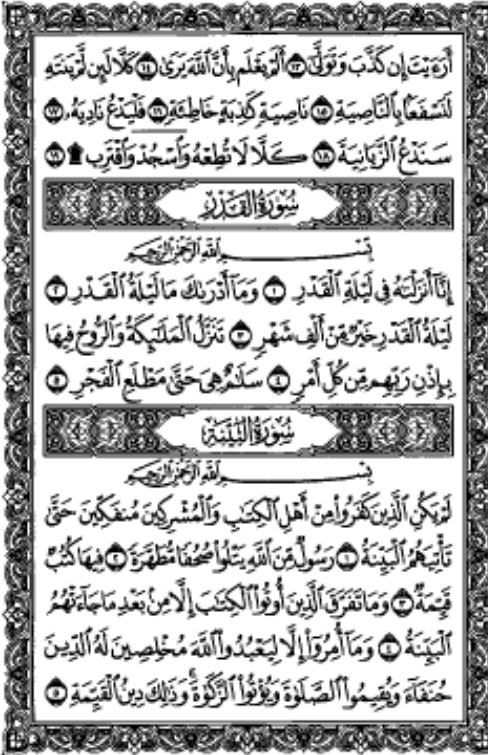 أَرَءَيْتَ إِن كَذَّبَ وَتَوَلَّىٰٓ ١٣ أَلَمْ يَعْلَم بِأَنَّ ٱللَّهَ يَرَىٰ ١٤ كَلَّا لَئِن لَّمْ يَنتَهِ
لَنَسْفَعًۢا بِٱلنَّاصِيَةِ ١٥ نَاصِيَةٍ كَٰذِبَةٍ خَاطِئَةٍ ١٦ فَلْيَدْعُ نَادِيَهُۥ ١٧
سَنَدْعُ ٱلزَّبَانِيَةَ ١٨ كَلَّا لَا تُطِعْهُ وَٱسْجُدْ وَٱقْتَرِب ۩ ١٩
سُورَةُ القَدْرِ
بِسْمِ ٱللَّهِ ٱلرَّحْمَٰنِ ٱلرَّحِيمِ
إِنَّآ أَنزَلْنَٰهُ فِى لَيْلَةِ ٱلْقَدْرِ ١ وَمَآ أَدْرَىٰكَ مَا لَيْلَةُ ٱلْقَدْرِ ٢
لَيْلَةُ ٱلْقَدْرِ خَيْرٌ مِّنْ أَلْفِ شَهْرٍ ٣ تَنَزَّلُ ٱلْمَلَٰٓئِكَةُ وَٱلرُّوحُ فِيهَا
بِإِذْنِ رَبِّهِم مِّن كُلِّ أَمْرٍ ٤ سَلَٰمٌ هِىَ حَتَّىٰ مَطْلَعِ ٱلْفَجْرِ ٥
سُورَةُ البَيِّنَةِ
بِسْمِ ٱللَّهِ ٱلرَّحْمَٰنِ ٱلرَّحِيمِ
لَمْ يَكُنِ ٱلَّذِينَ كَفَرُوا۟ مِنْ أَهْلِ ٱلْكِتَٰبِ وَٱلْمُشْرِكِينَ مُنفَكِّينَ حَتَّىٰ
تَأْتِيَهُمُ ٱلْبَيِّنَةُ ١ رَسُولٌ مِّنَ ٱللَّهِ يَتْلُوا۟ صُحُفًا مُّطَهَّرَةً ٢ فِيهَا كُتُبٌ
قَيِّمَةٌ ٣ وَمَا تَفَرَّقَ ٱلَّذِينَ أُوتُوا۟ ٱلْكِتَٰبَ إِلَّا مِنۢ بَعْدِ مَا جَآءَتْهُمُ
ٱلْبَيِّنَةُ ٤ وَمَآ أُمِرُوٓا۟ إِلَّا لِيَعْبُدُوا۟ ٱللَّهَ مُخْلِصِينَ لَهُ ٱلدِّينَ
حُنَفَآءَ وَيُقِيمُوا۟ ٱلصَّلَوٰةَ وَيُؤْتُوا۟ ٱلزَّكَوٰةَ ۚ وَذَٰلِكَ دِينُ ٱلْقَيِّمَةِ ٥